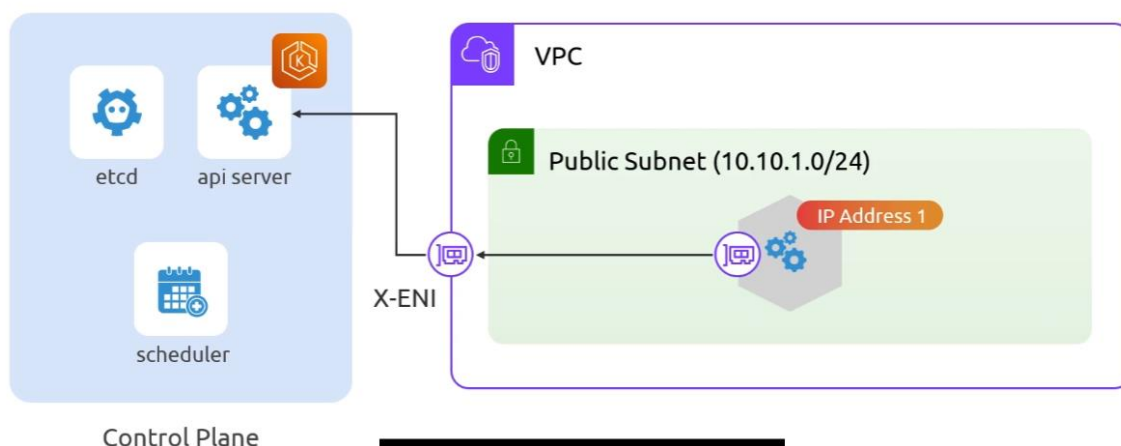 K
etcd
api server
scheduler
Control Plane
X-ENI
VPC
Public Subnet (10.10.1.0/24)
IP Address 1